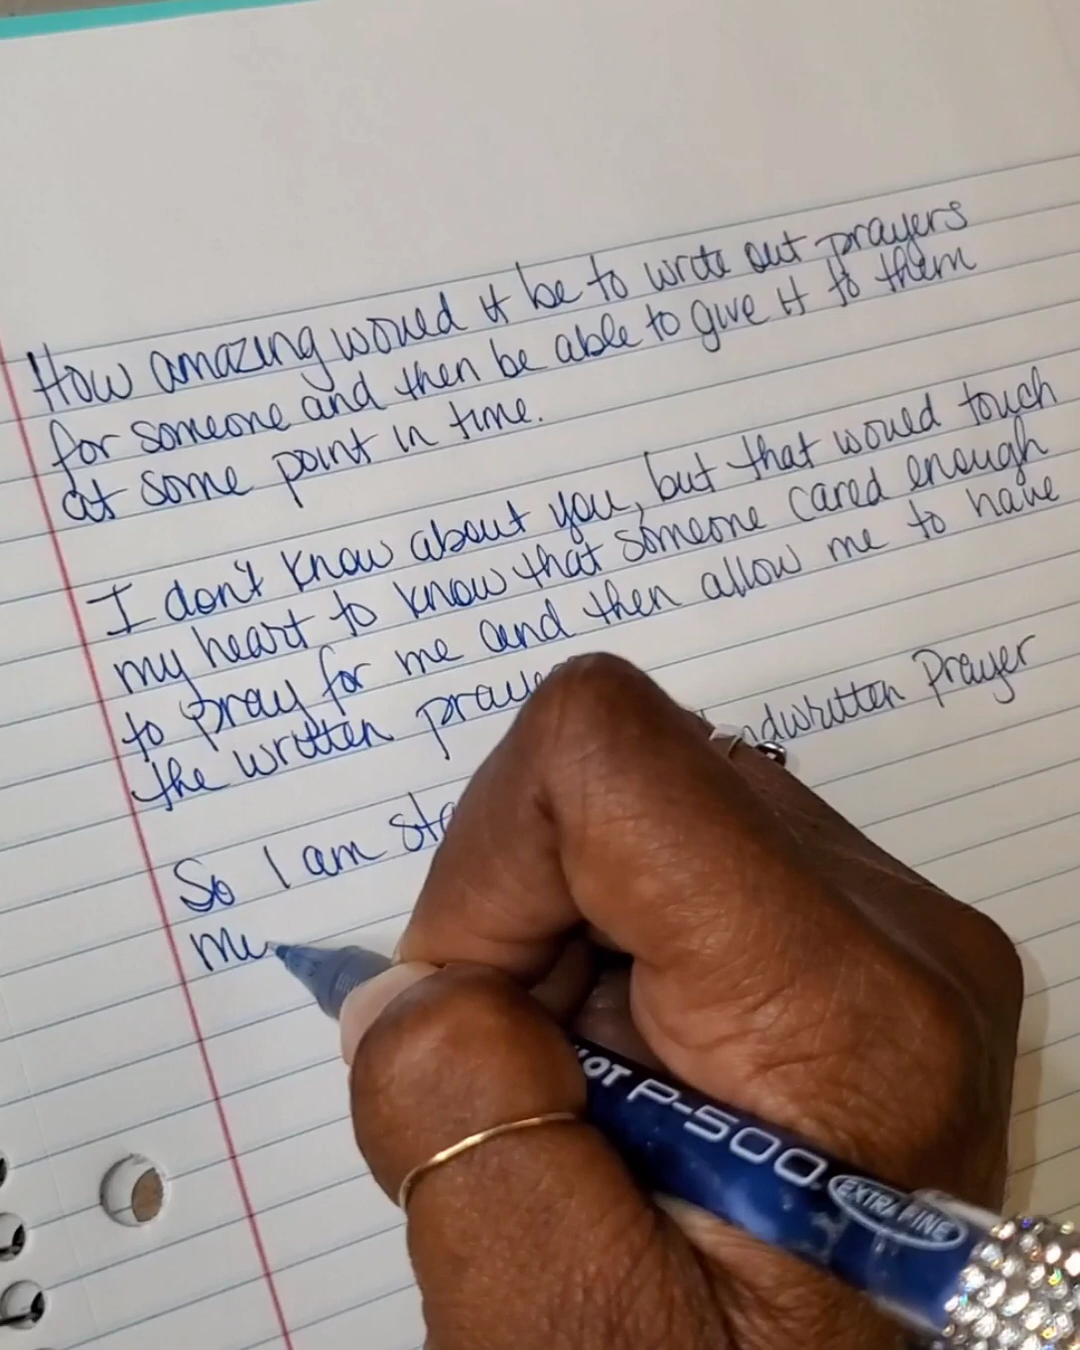 How amazing would it be to write out prayers
for someone and then be able to give it to them
at some point in time.
I don't know about you, but that would touch
my heart to know that someone cared enough
to pray for me and then allow me to have
the written
So I am Handwritten Prayer
P-500
EXTRA FINE